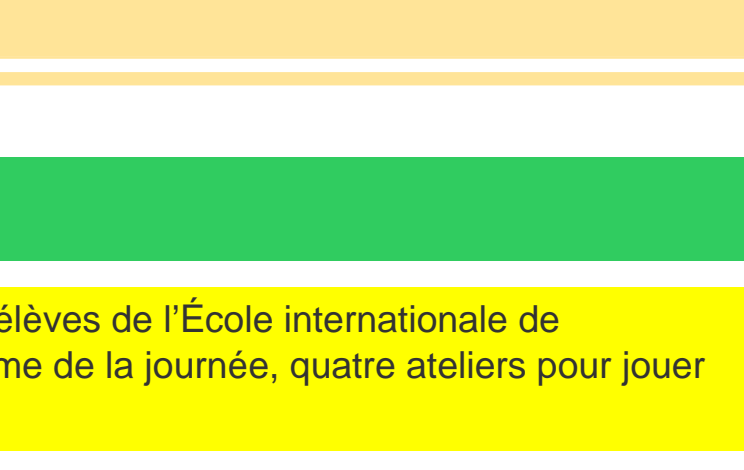 élèves de l’École internationale de
me de la journée, quatre ateliers pour jouer